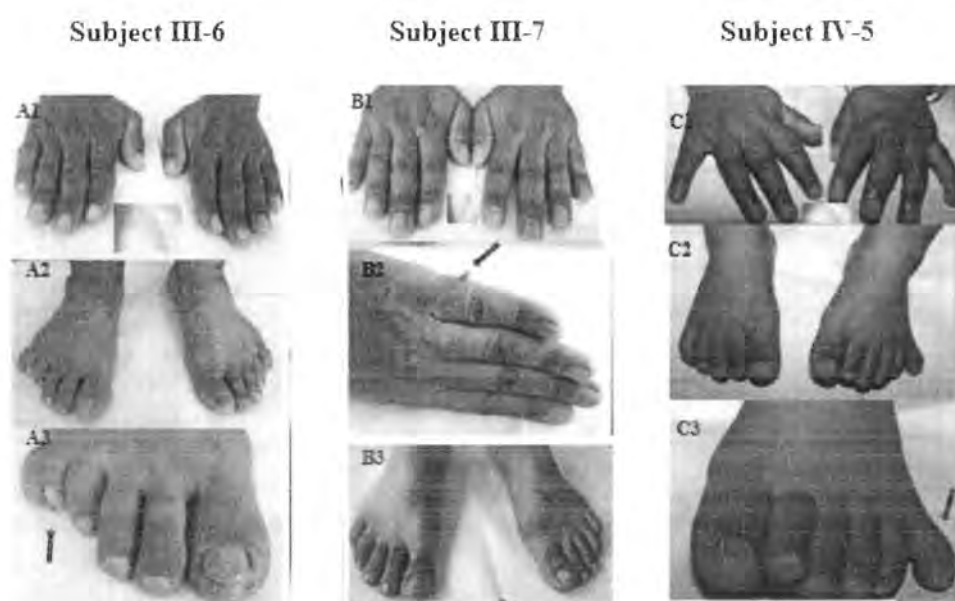 Subject III-6
Subject III-7
Subject IV-5
A1
B1
C1
A2
B2
C2
A3
B3
C3